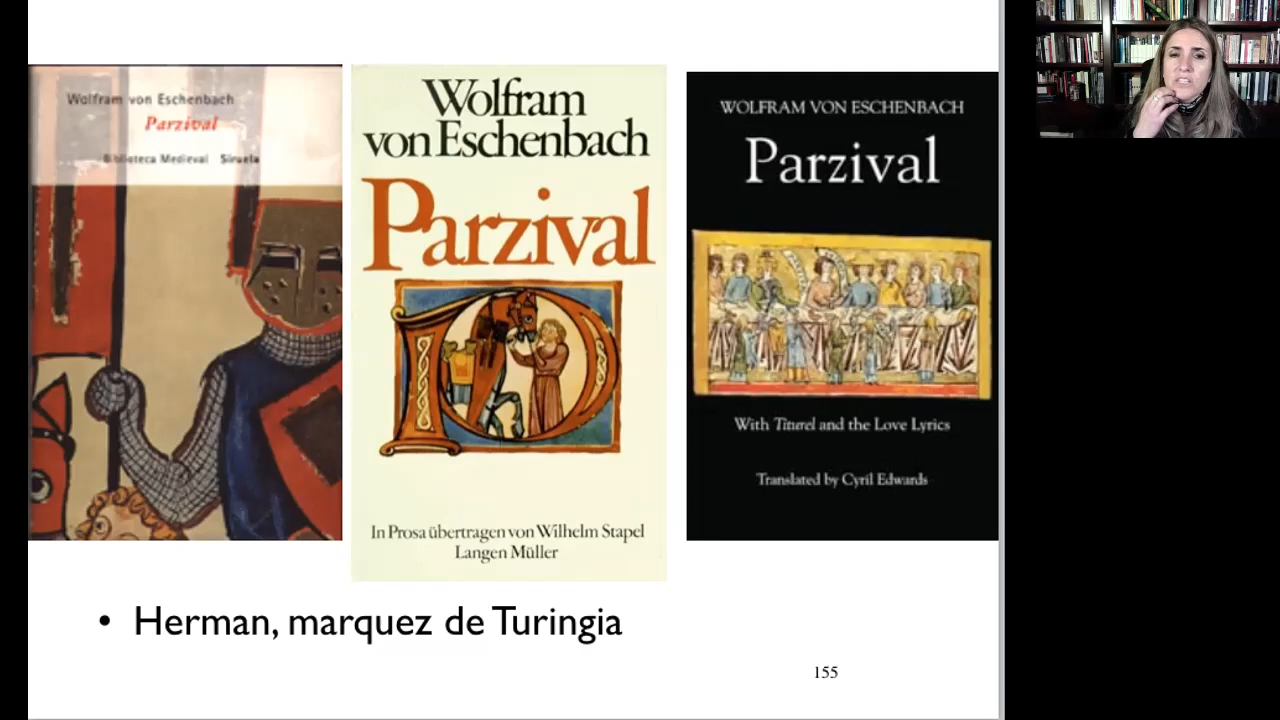 Wolfram von Eschenbach
Parzival
Biblioteca Medieval Siruela
Wolfram
von Eschenbach
Parzival
In Prosa übertragen von Wilhelm Stapel
Langen Müller
WOLFRAM VON ESCHENBACH
Parzival
With Titurel and the Love Lyrics
Translated by Cyril Edwards
• Herman, marquez de Turingia
155